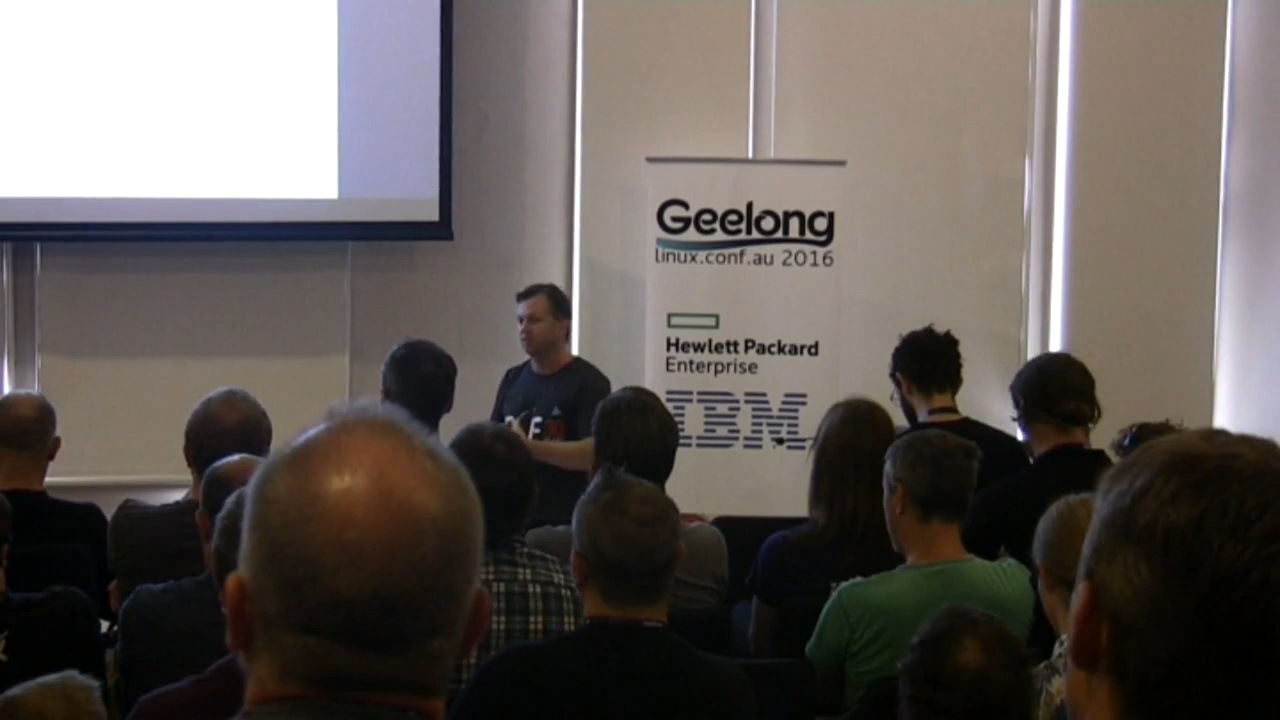 Geelong
linux.conf.au 2016
Hewlett Packard
Enterprise
IBM